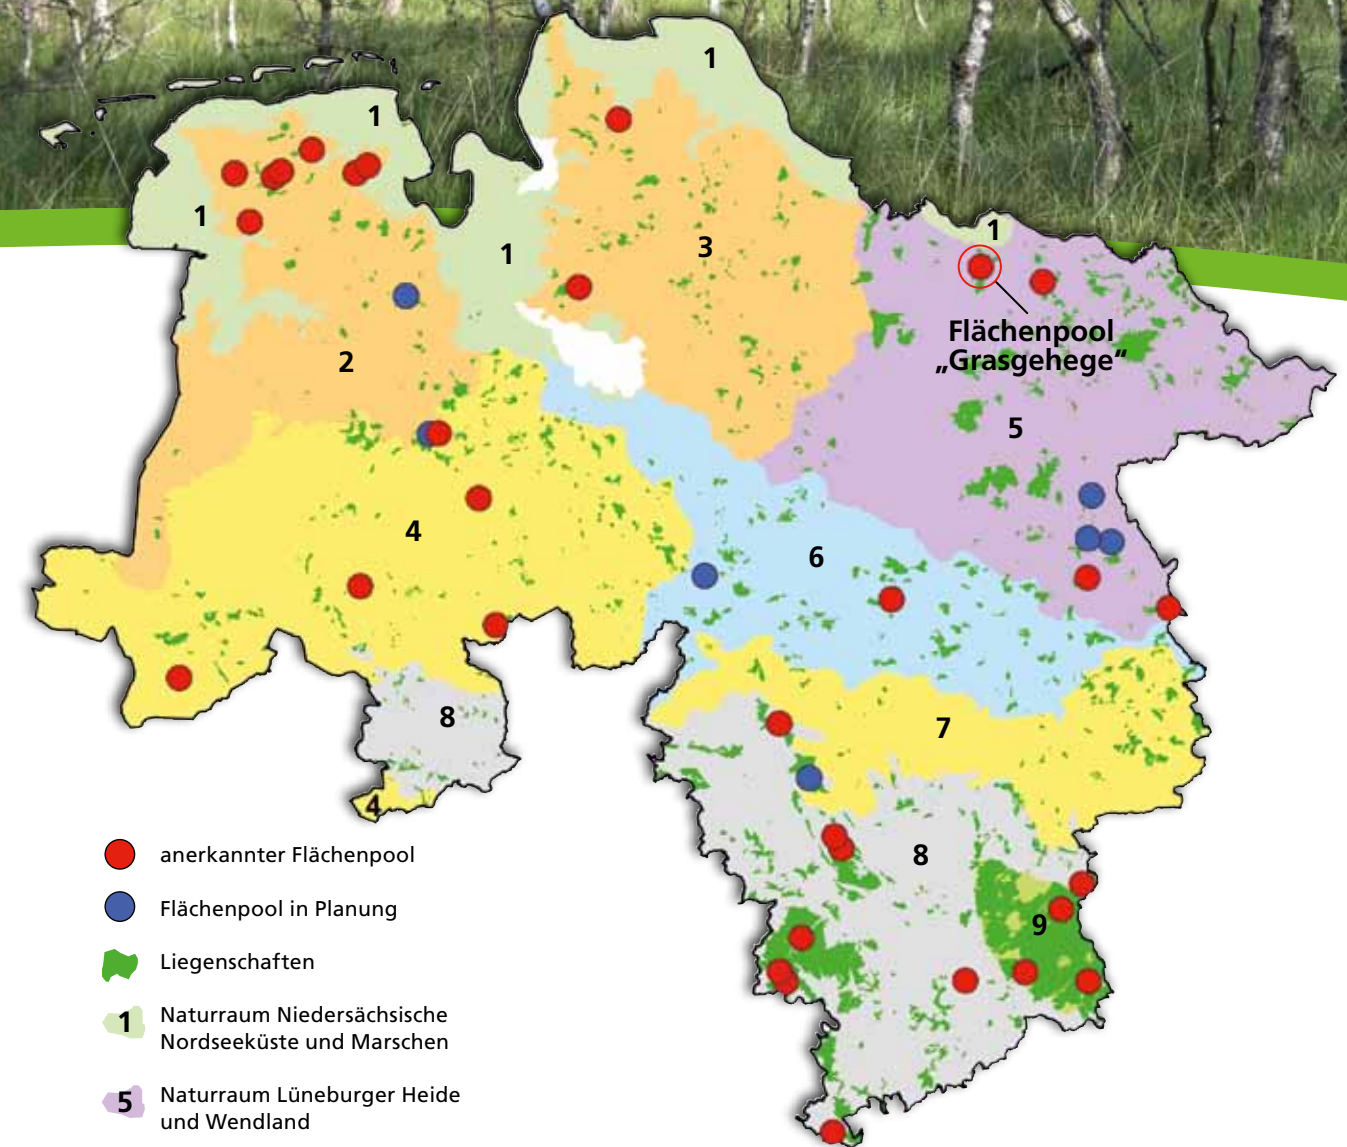 1
1
1
1
3
1
Flächenpool
„Grasgehege“
2
5
4
6
8
7
4
8
9
anerkannter Flächenpool
Flächenpool in Planung
Liegenschaften
1 Naturraum Niedersächsische
Nordseeküste und Marschen
5 Naturraum Lüneburger Heide
und Wendland